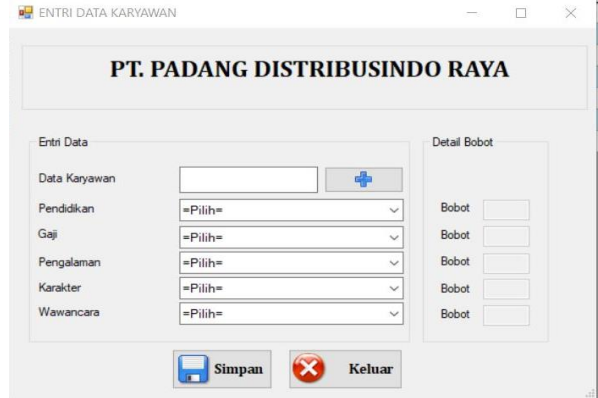 ENTRI DATA KARYAWAN
PT. PADANG DISTRIBUSINDO RAYA
Entri Data
Detail Bobot
Data Karyawan
Pendidikan =Pilih= Bobot
Gaji =Pilih= Bobot
Pengalaman =Pilih= Bobot
Karakter =Pilih= Bobot
Wawancara =Pilih= Bobot
Simpan Keluar